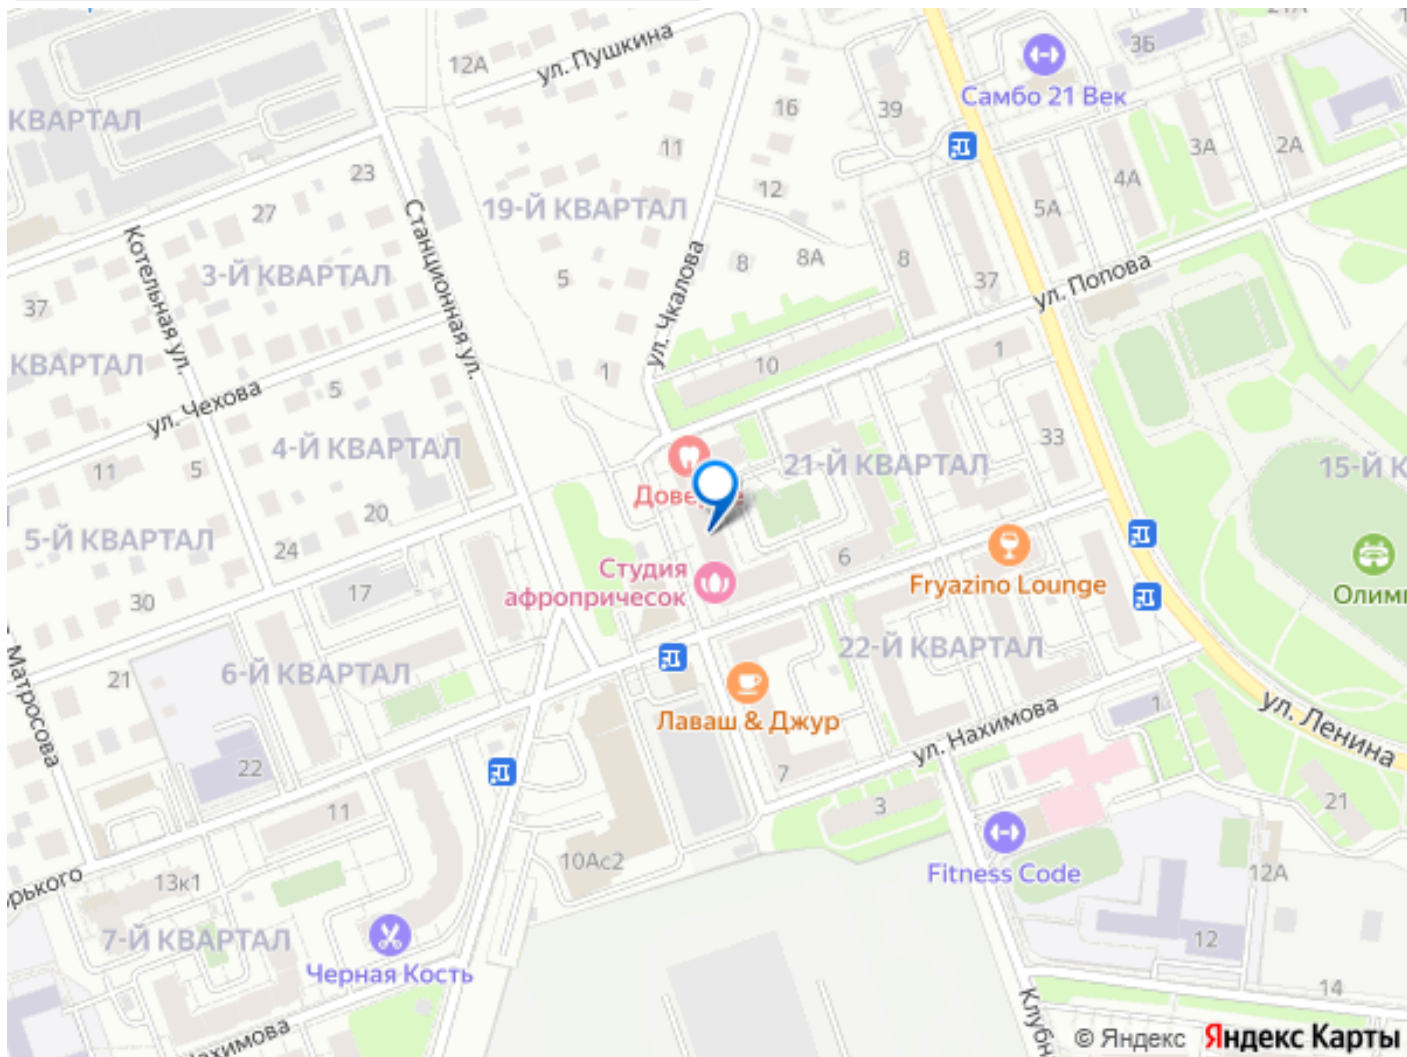 ул. Пушкина
12А
3Б
21А
Самбо 21 Век
16
39
КВАРТАЛ
11
3А
2А
23
12
4А
27
19-Й КВАРТАЛ
5А
Котельная ул.
Станционная ул.
3-Й КВАРТАЛ
5
8
8А
8
37
ул. Попова
37
ул. Чкалова
КВАРТАЛ
1
10
1
ул. Чехова
5
4-Й КВАРТАЛ
33
11
5
21-Й КВАРТАЛ
15-Й К
20
5-Й КВАРТАЛ
24
6
Студия
афропричесок
Fryazino Lounge
Олимп
17
30
22-Й КВАРТАЛ
Матросова
21
6-Й КВАРТАЛ
1
ул. Ленина
Лаваш & Джур
ул. Нахимова
22
7
21
3
11
10Ас2
Fitness Code
12А
орького
13к1
7-Й КВАРТАЛ
12
Черная Кость
14
Клубн
ахимова
© Яндекс Яндекс Карты